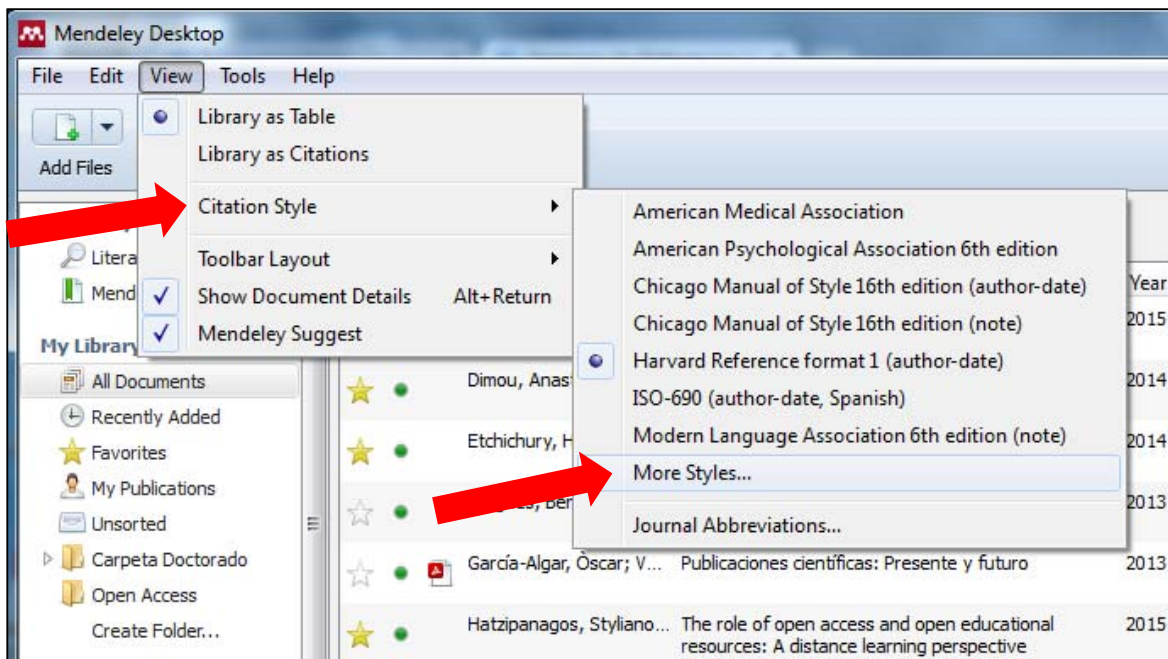 Mendeley Desktop
File Edit View Tools Help
Add Files
Library as Table
Library as Citations
Citation Style
Toolbar Layout
Show Document Details Alt+Return
Mendeley Suggest
American Medical Association
American Psychological Association 6th edition
Chicago Manual of Style 16th edition (author-date)
Chicago Manual of Style 16th edition (note)
Harvard Reference format 1 (author-date)
ISO-690 (author-date, Spanish)
Modern Language Association 6th edition (note)
More Styles...
Journal Abbreviations...
Litera
Mend
My Library
All Documents
Recently Added
Favorites
My Publications
Unsorted
Carpeta Doctorado
Open Access
Create Folder...
Year
2015
Dimou, Anas 2014
Etchichury, H 2014
2013
García-Algar, Òscar; V... Publicaciones científicas: Presente y futuro 2013
Hatzipanagos, Styliano... The role of open access and open educational 2015
resources: A distance learning perspective